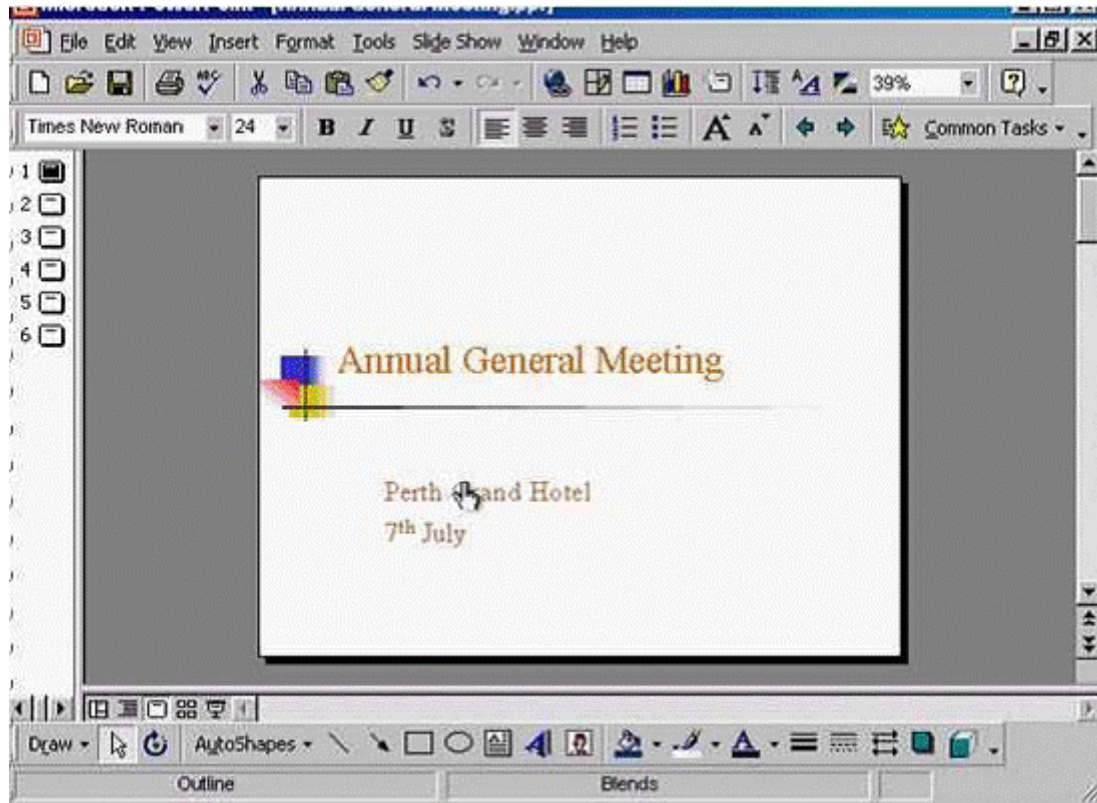 File Edit View Insert Format Tools Slide Show Window Help
39%
Times New Roman 24 B I U S A A Common Tasks
1
2
3
4
5
6
Annual General Meeting
Perth Grand Hotel
7th July
Draw AutoShapes
Outline Blends